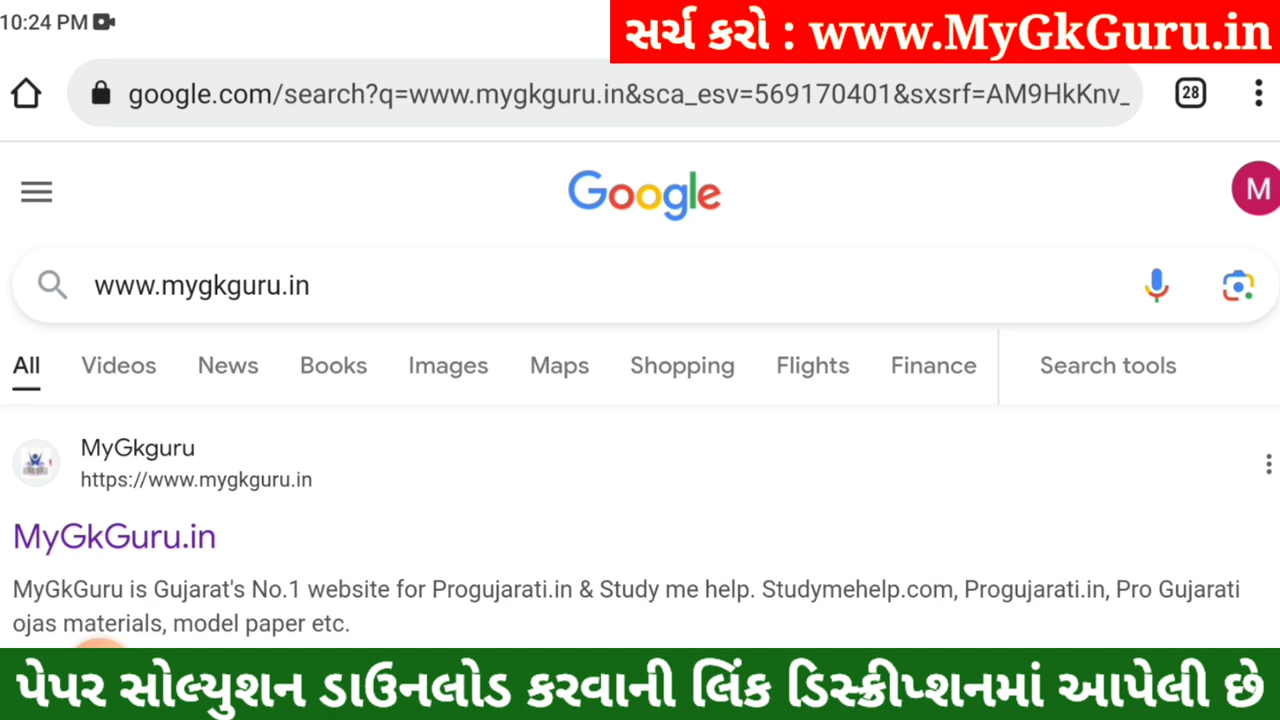 10:24 PM
સર્ચ કરો : www.MyGkGuru.in
google.com/search?q=www.mygkguru.in&sca_esv=569170401&sxsrf=AM9HkKnv_
28
Google
M
www.mygkguru.in
All Videos News Books Images Maps Shopping Flights Finance Search tools
MyGkguru
https://www.mygkguru.in
MyGkGuru.in
MyGkGuru is Gujarat's No.1 website for Progujarati.in & Study me help. Studymehelp.com, Progujarati.in, Pro Gujarati
ojas materials, model paper etc.
પેપર સોલ્યુશન ડાઉનલોડ કરવાની લિંક ડિસ્ક્રીપ્શનમાં આપેલી છે